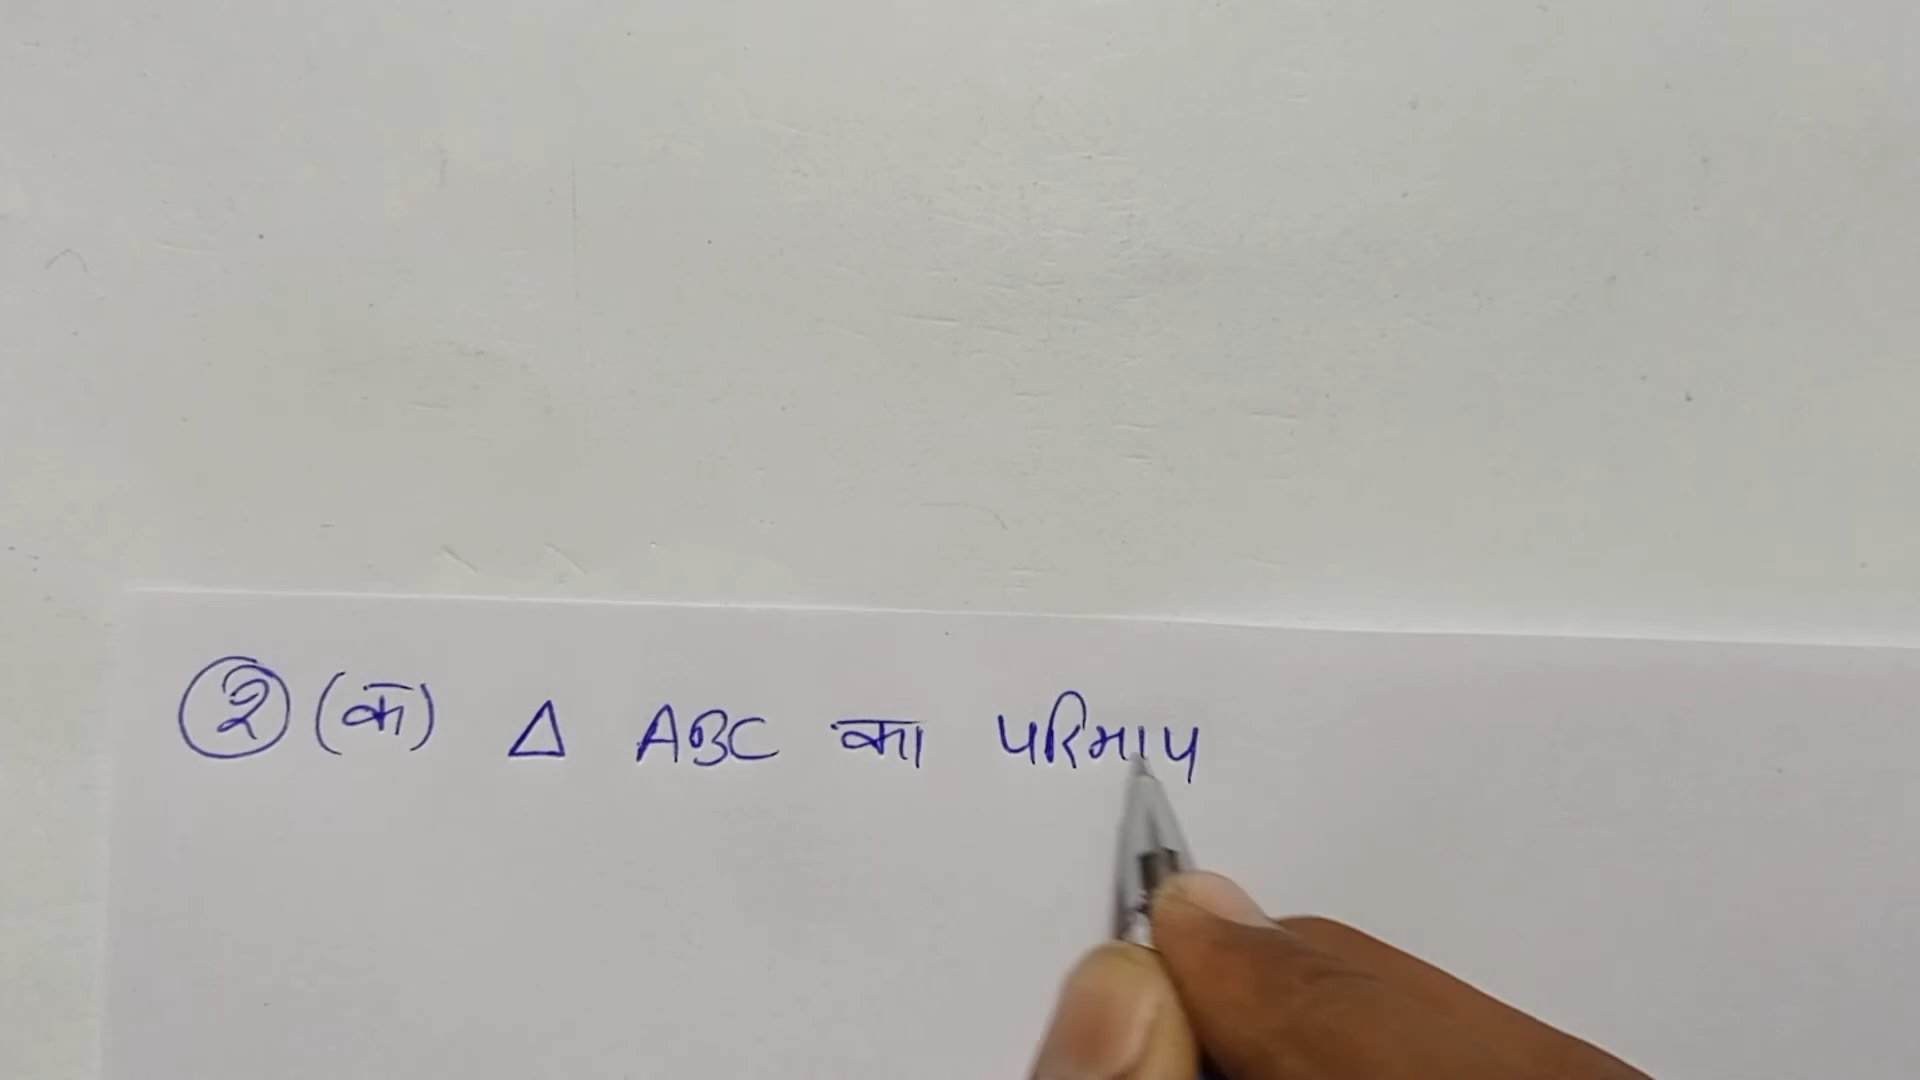 ② (क) Δ ABC का परिमाप